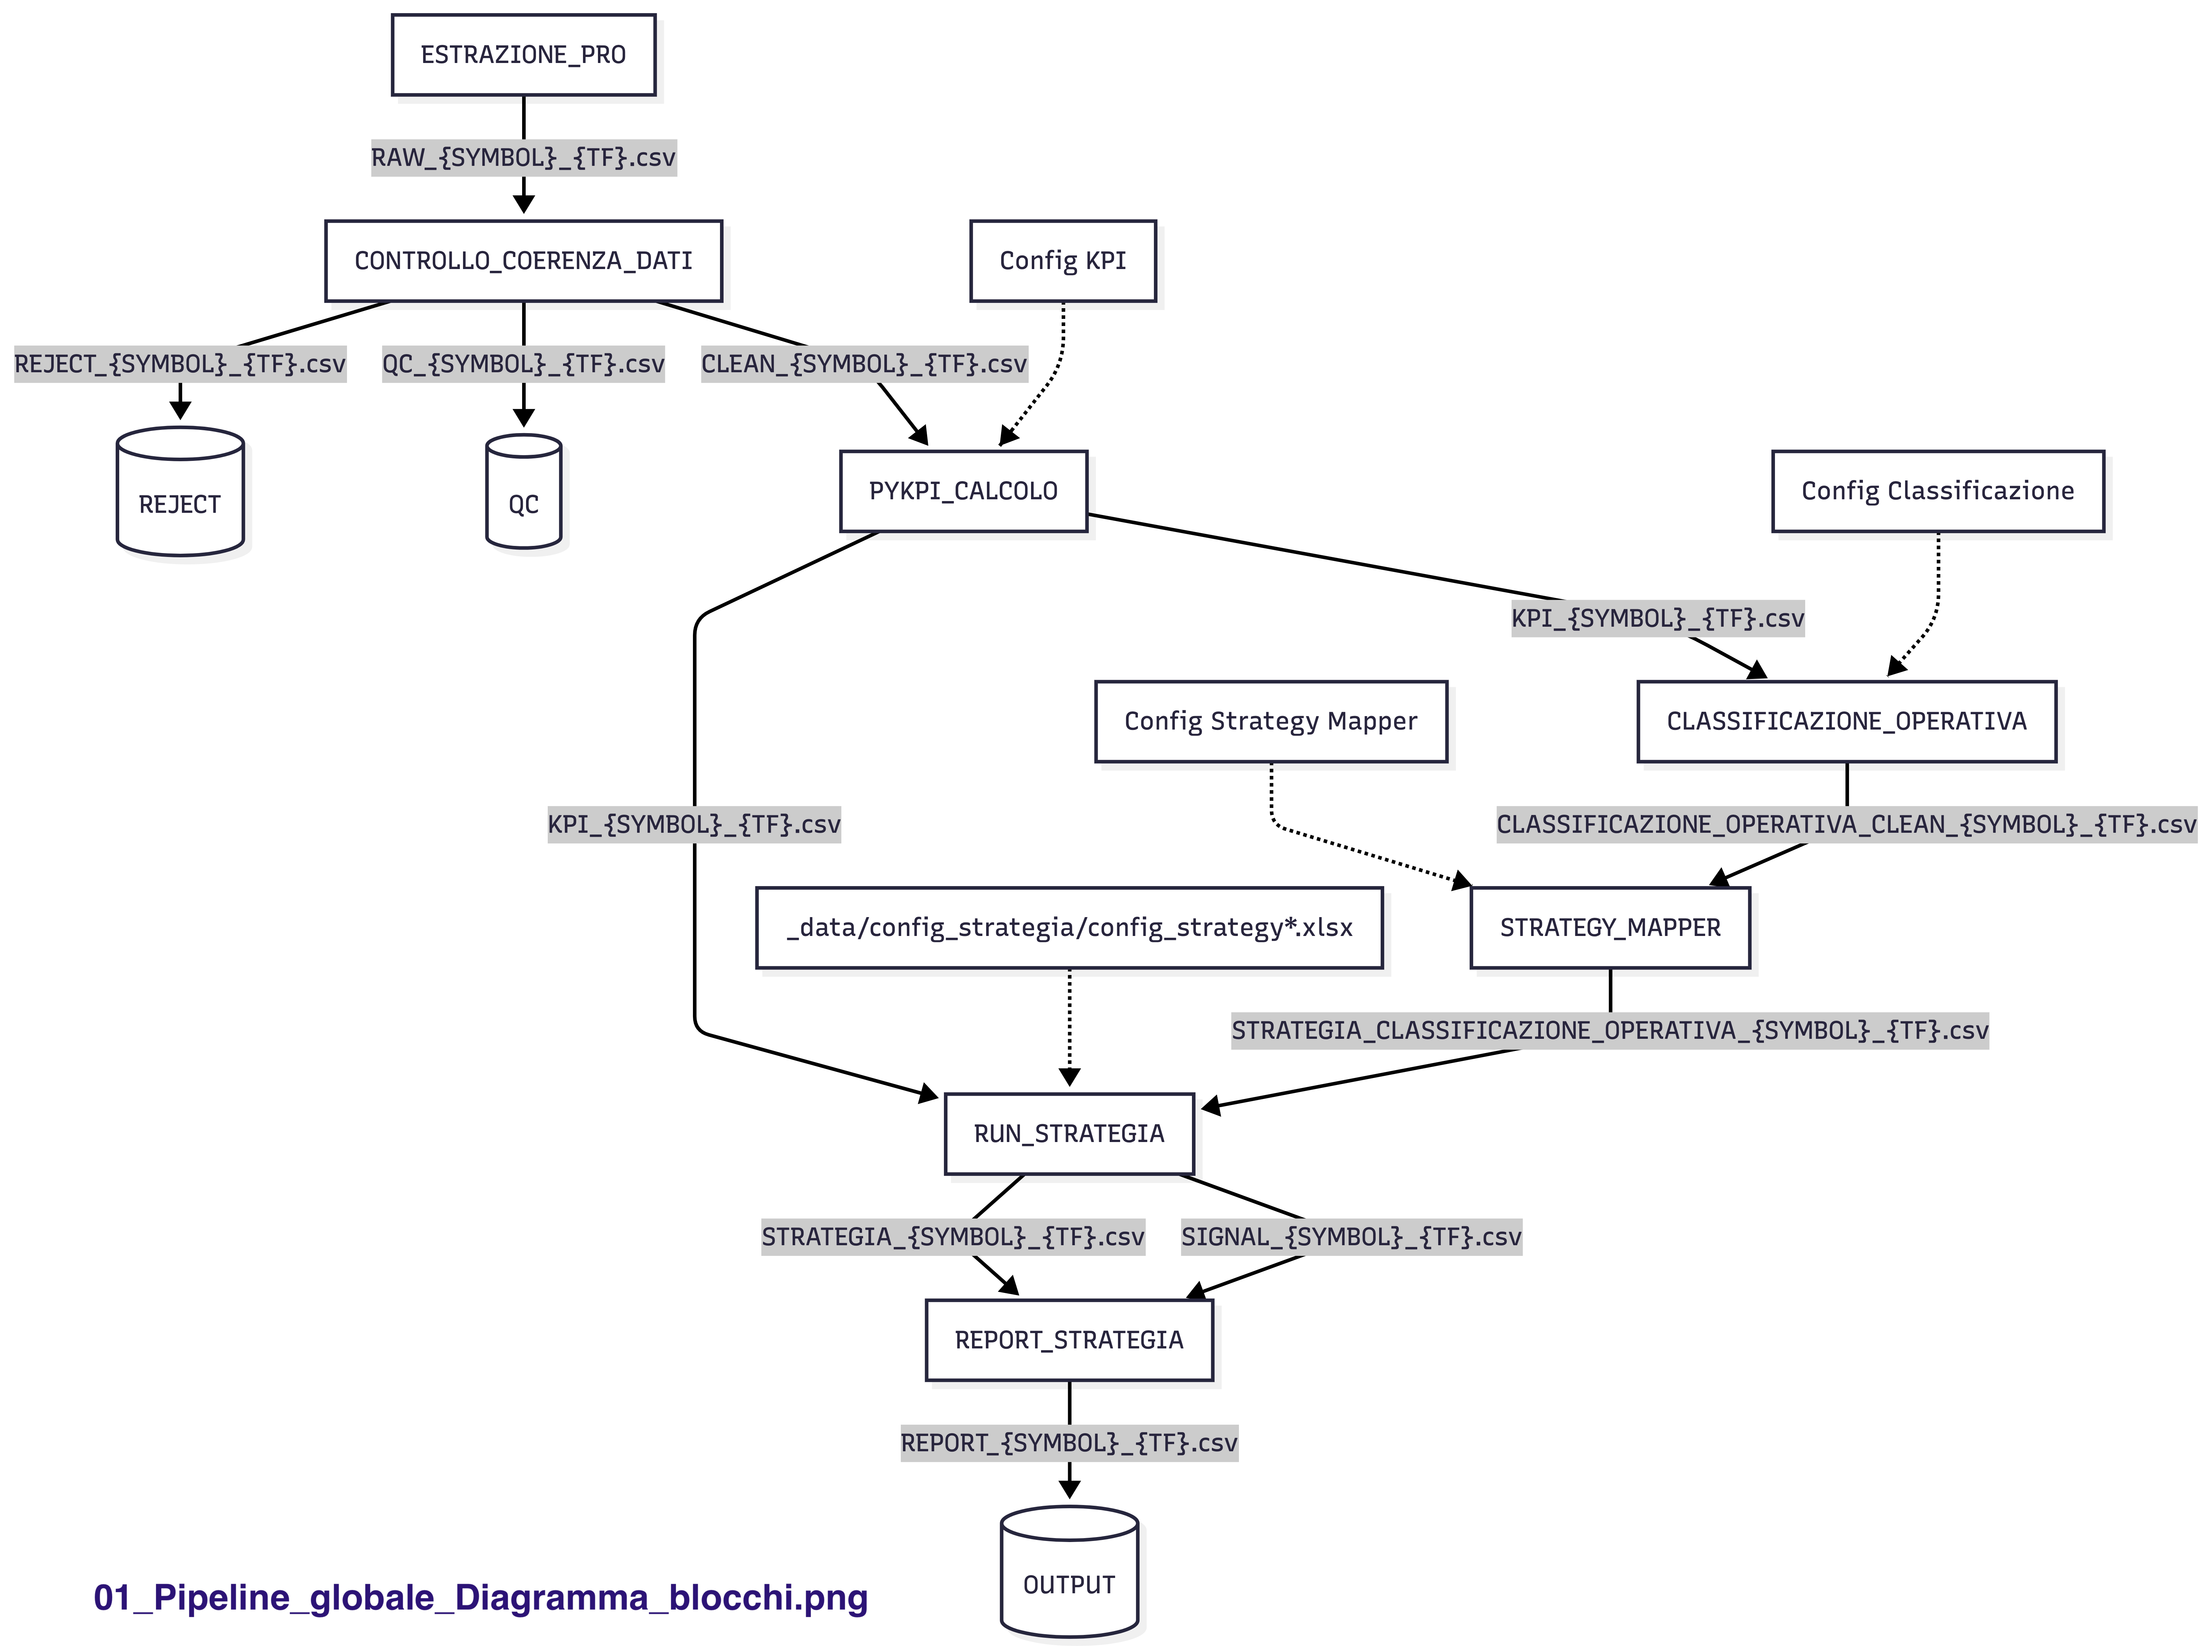 ESTRAZIONE_PRO
RAW_{SYMBOL}_{TF}.csv
CONTROLLO_COERENZA_DATI
Config KPI
REJECT_{SYMBOL}_{TF}.csv
QC_{SYMBOL}_{TF}.csv
CLEAN_{SYMBOL}_{TF}.csv
REJECT
QC
PYKPI_CALCOLO
Config Classificazione
KPI_{SYMBOL}_{TF}.csv
Config Strategy Mapper
CLASSIFICAZIONE_OPERATIVA
KPI_{SYMBOL}_{TF}.csv
CLASSIFICAZIONE_OPERATIVA_CLEAN_{SYMBOL}_{TF}.csv
_data/config_strategia/config_strategy*.xlsx
STRATEGY_MAPPER
STRATEGIA_CLASSIFICAZIONE_OPERATIVA_{SYMBOL}_{TF}.csv
RUN_STRATEGIA
STRATEGIA_{SYMBOL}_{TF}.csv
SIGNAL_{SYMBOL}_{TF}.csv
REPORT_STRATEGIA
REPORT_{SYMBOL}_{TF}.csv
OUTPUT
01_Pipeline_globale_Diagramma_blocchi.png